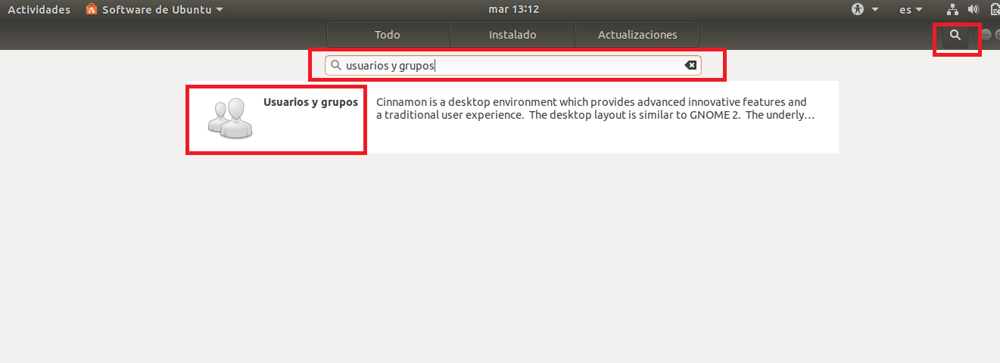 Actividades Software de Ubuntu mar 13:12 es
Todo Instalado Actualizaciones
usuarios y grupos
Usuarios y grupos Cinnamon is a desktop environment which provides advanced innovative features and
a traditional user experience. The desktop layout is similar to GNOME 2. The underly...